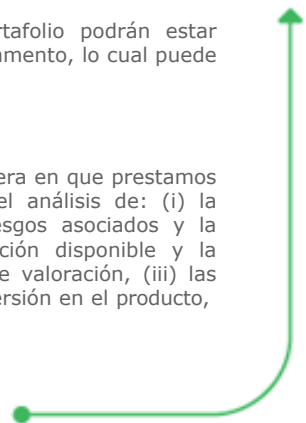 rtafolio podrán estar
amento, lo cual puede
era en que prestamos
el análisis de: (i) la
esgos asociados y la
ción disponible y la
e valoración, (iii) las
ersión en el producto,